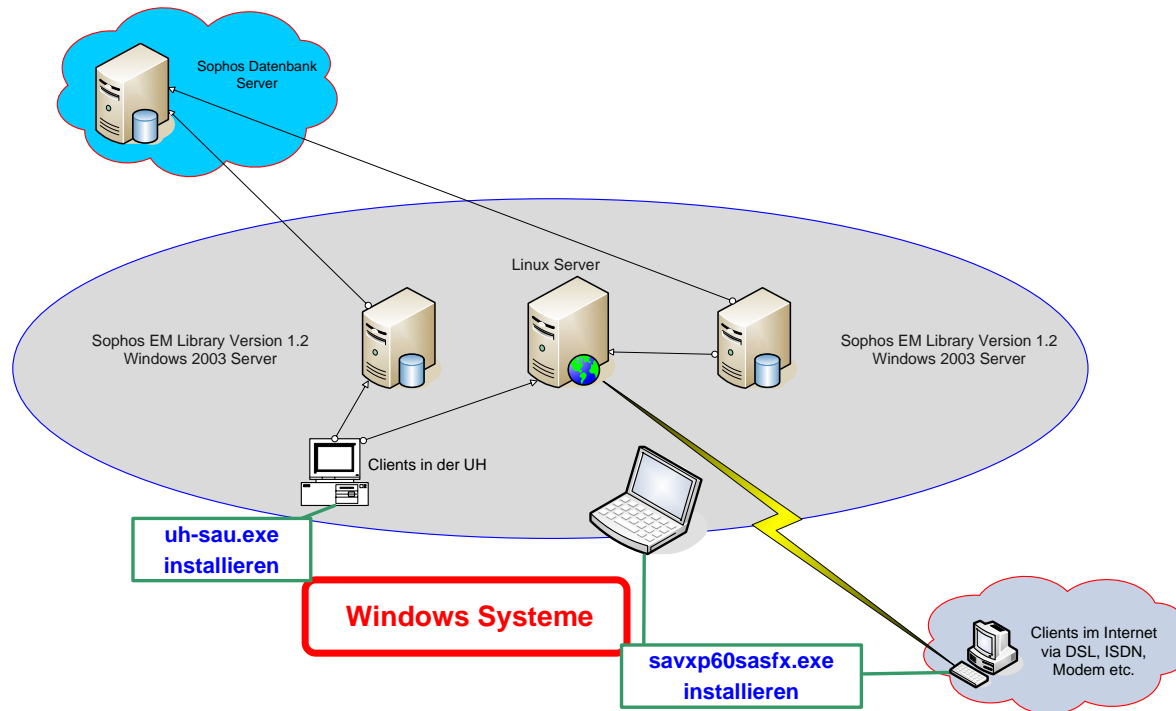 Sophos Datenbank
Server
Linux Server
Sophos EM Library Version 1.2
Windows 2003 Server
Sophos EM Library Version 1.2
Windows 2003 Server
Clients in der UH
uh-sau.exe
installieren
Windows Systeme
savxp60sasfx.exe
installieren
Clients im Internet
via DSL, ISDN,
Modem etc.